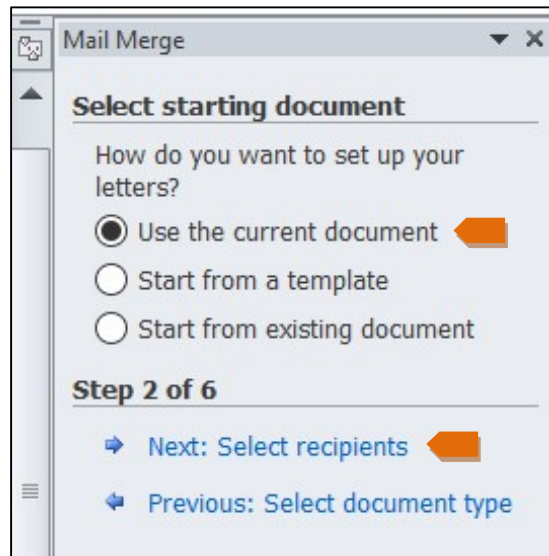 Mail Merge
Select starting document
How do you want to set up your
letters?
Use the current document
Start from a template
Start from existing document
Step 2 of 6
Next: Select recipients
Previous: Select document type